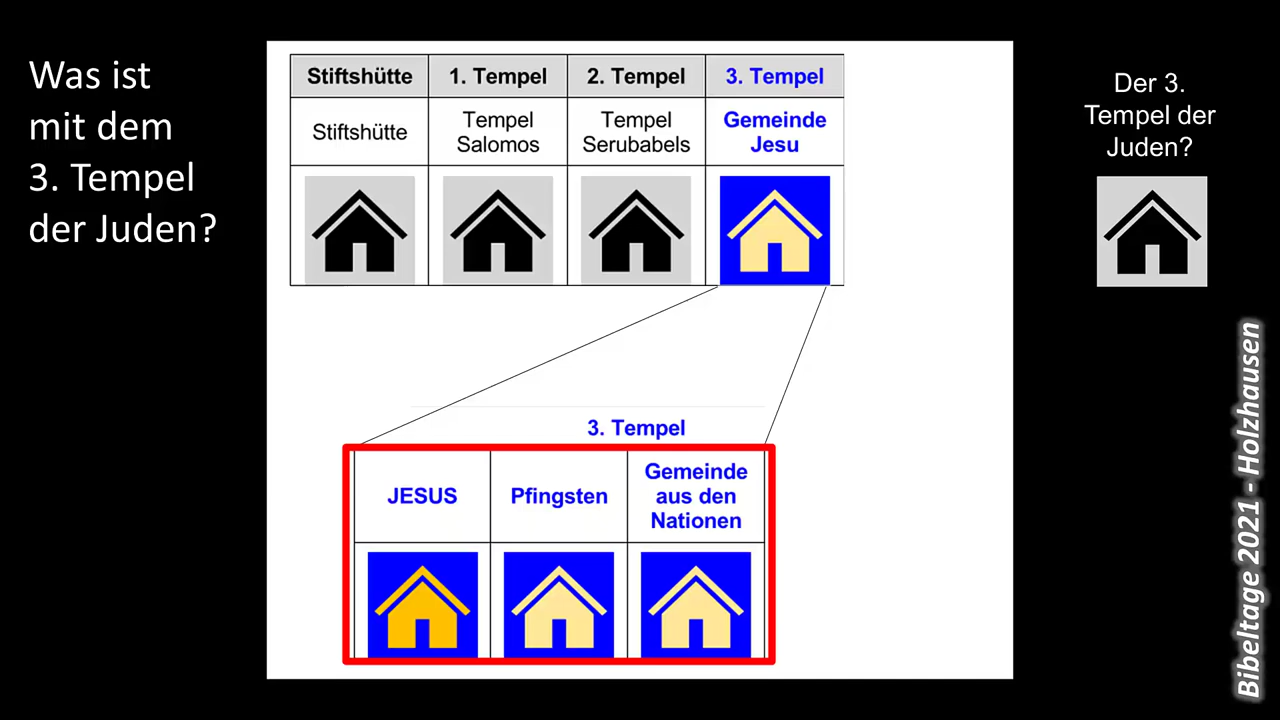 Was ist
mit dem
3. Tempel
der Juden?
Stiftshütte
1. Tempel
2. Tempel
3. Tempel
Stiftshütte
Tempel
Salomos
Tempel
Serubabels
Gemeinde
Jesu
3. Tempel
JESUS
Pfingsten
Gemeinde
aus den
Nationen
Der 3.
Tempel der
Juden?
Bibeltage 2021 - Holzhausen